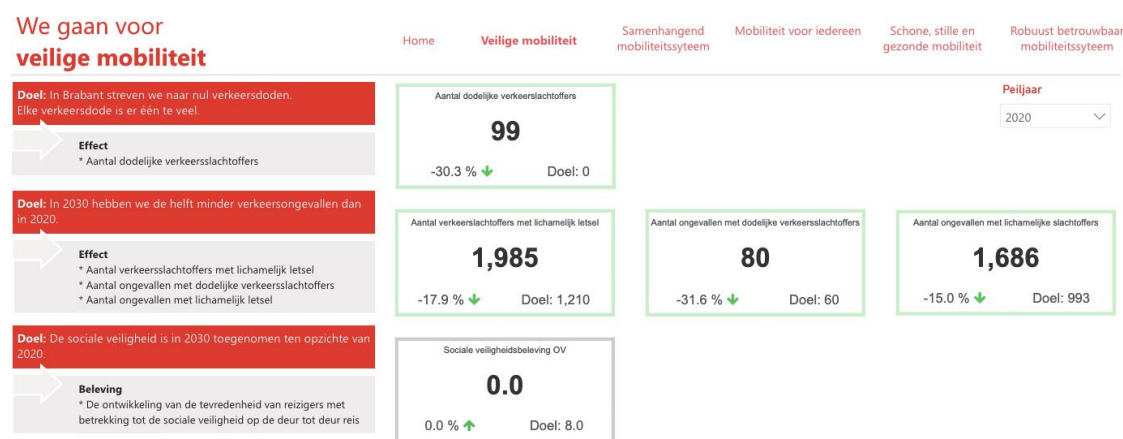 We gaan voor
veilige mobiliteit
Home
Veilige mobiliteit
Samenhangend
mobiliteitssyteem
Mobiliteit voor iedereen
Schone, stille en
gezonde mobiliteit
Robuust betrouwbaar
mobiliteitssyteem
Peiljaar
2020
Doel: In Brabant streven we naar nul verkeersdoden.
Elke verkeersdode is er één te veel.
Effect
* Aantal dodelijke verkeersslachtoffers
Aantal dodelijke verkeerslachtoffers
99
-30.3 % Doel: 0
Doel: In 2030 hebben we de helft minder verkeersongevallen dan
in 2020.
Effect
* Aantal verkeersslachtoffers met lichamelijk letsel
* Aantal ongevallen met dodelijke verkeersslachtoffers
* Aantal ongevallen met lichamelijk letsel
Aantal verkeerslachtoffers met lichamelijk letsel
1,985
-17.9 % Doel: 1,210
Aantal ongevallen met dodelijke verkeersslachtoffers
80
-31.6 % Doel: 60
Aantal ongevallen met lichamelijke slachtoffers
1,686
-15.0 % Doel: 993
Doel: De sociale veiligheid is in 2030 toegenomen ten opzichte van
2020.
Beleving
* De ontwikkeling van de tevredenheid van reizigers met
betrekking tot de sociale veiligheid op de deur tot deur reis
Sociale veiligheidsbeleving OV
0.0
0.0 % Doel: 8.0